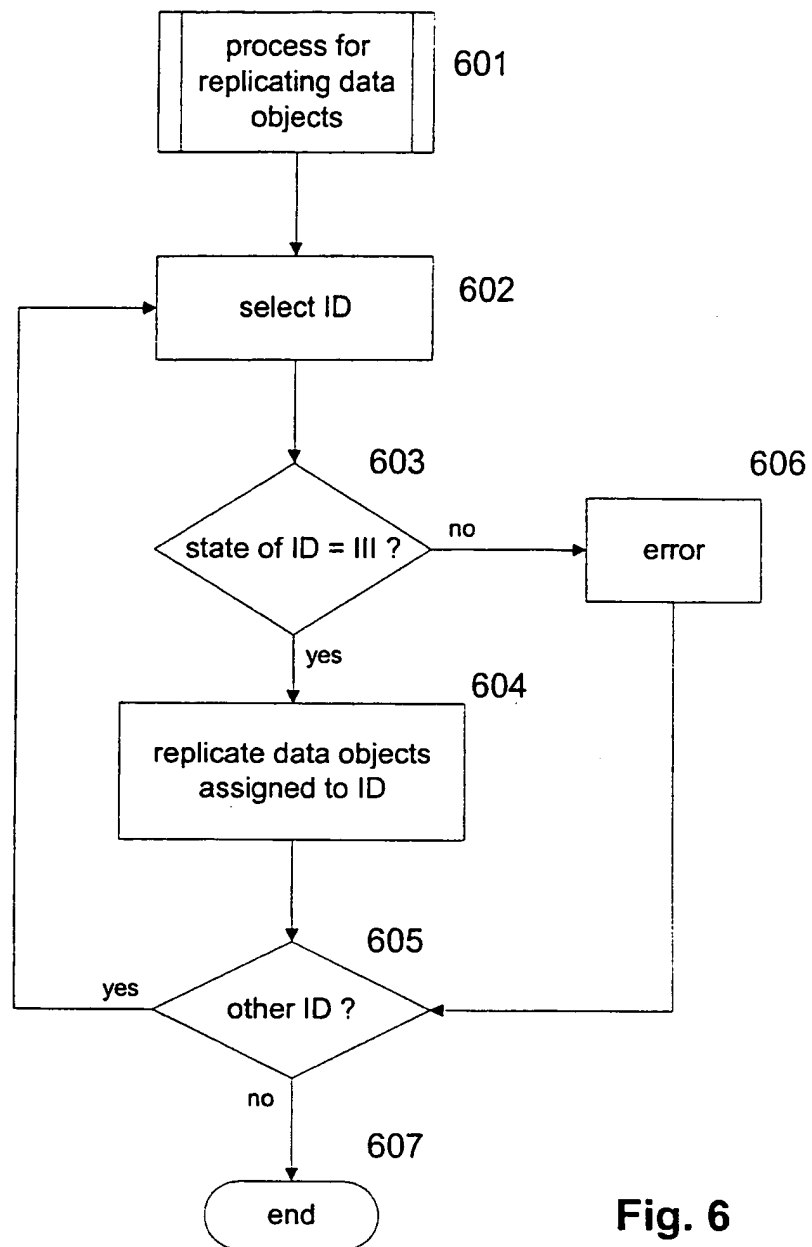 process for
replicating data
objects
601
select ID
602
603
606
state of ID = III ?
no
error
yes
604
replicate data objects
assigned to ID
605
yes
other ID ?
no
607
end
Fig. 6